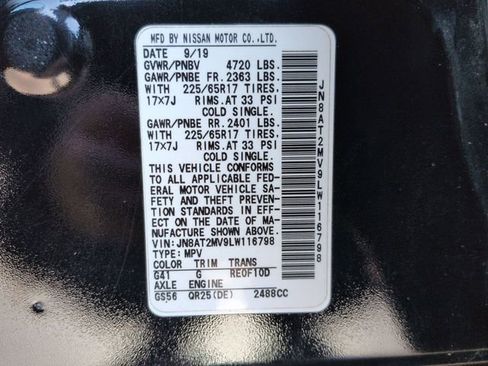 MFD BY NISSAN MOTOR CO.,LTD.
DATE 9/19
GVWR/PNBV 4720 LBS.
GAWR/PNBE FR. 2363 LBS.
WITH 225/65R17 TIRES,
17X7J RIMS.AT 33 PSI
COLD SINGLE.
GAWR/PNBE RR. 2401 LBS.
WITH 225/65R17 TIRES,
17X7J RIMS.AT 33 PSI
COLD SINGLE.
THIS VEHICLE CONFORMS
TO ALL APPLICABLE FED-
ERAL MOTOR VEHICLE SA-
FETY AND THEFT PREVEN-
TION STANDARDS IN EFF-
ECT ON THE DATE OF MA-
NUFACTURE SHOWN ABOVE.
VIN:JN8AT2MV9LW116798
TYPE:MPV
COLOR TRIM TRANS
G41 G RE0F10D
AXLE ENGINE
GS56 QR25(DE) 2488CC
JN8AT2MV9LW116798